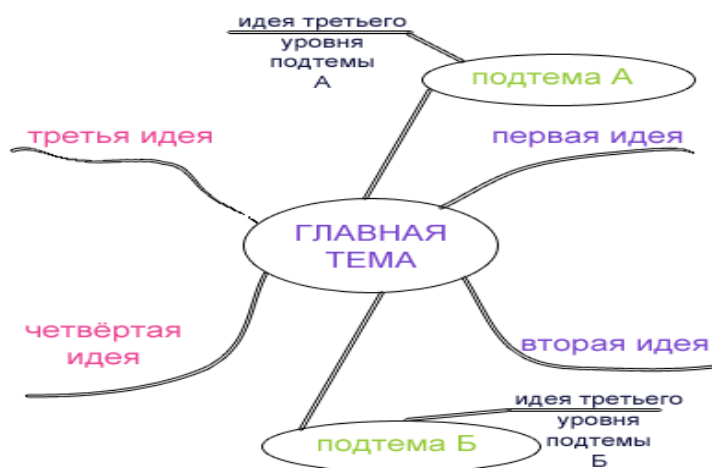 идея третьего
уровня
подтемы
А
подтема А
третья идея
первая идея
ГЛАВНАЯ
ТЕМА
четвёртая
идея
вторая идея
идея третьего
уровня
подтемы
Б
подтема Б